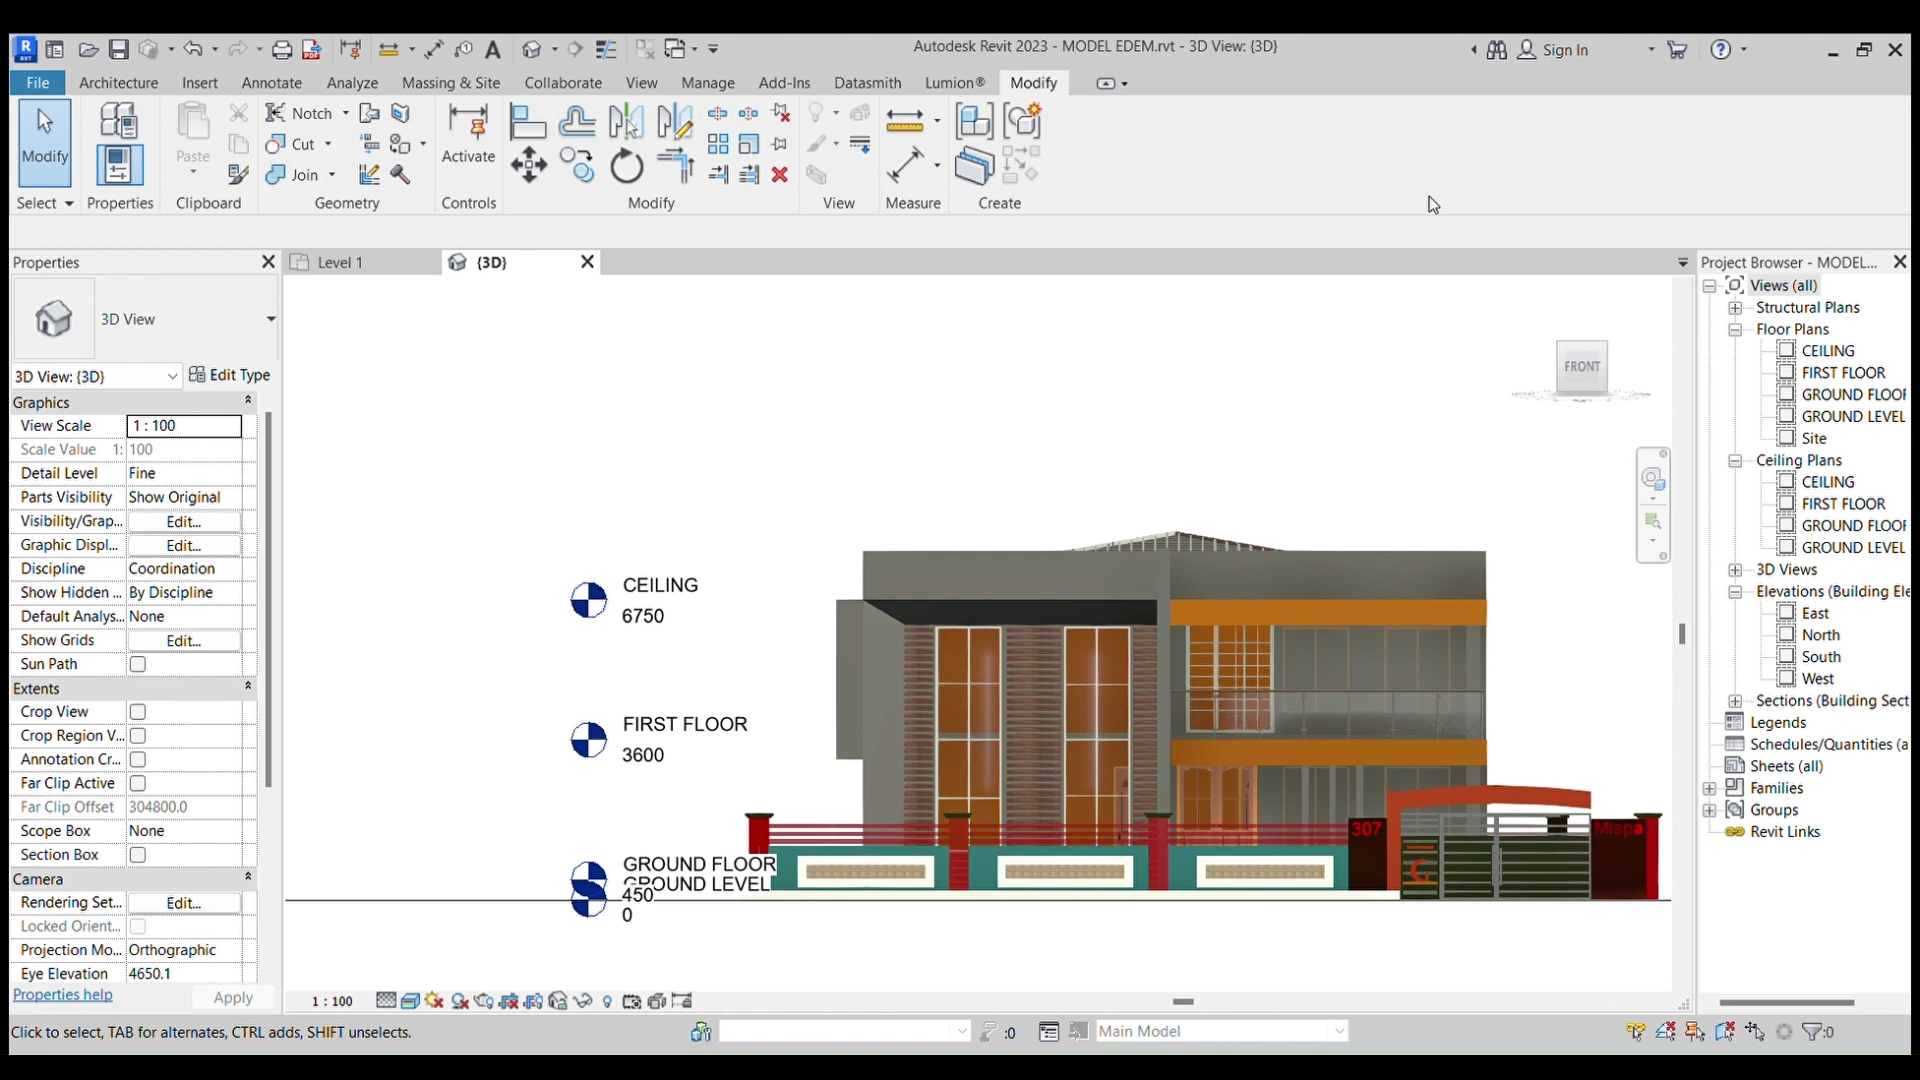 Autodesk Revit 2023 - MODEL EDEM.rvt - 3D View: {3D}
Sign In
File Architecture Insert Annotate Analyze Massing & Site Collaborate View Manage Add-Ins Datasmith Lumion® Modify
Modify
Paste
Notch
Cut
Join
Activate
Select Properties Clipboard Geometry Controls Modify View Measure Create
Properties
Level 1
{3D}
Project Browser - MODEL...
3D View
3D View: {3D}
Edit Type
Graphics
View Scale 1 : 100
Scale Value 1: 100
Detail Level Fine
Parts Visibility Show Original
Visibility/Grap... Edit...
Graphic Displ... Edit...
Discipline Coordination
Show Hidden ... By Discipline
Default Analys... None
Show Grids Edit...
Sun Path
Extents
Crop View
Crop Region V...
Annotation Cr...
Far Clip Active
Far Clip Offset 304800.0
Scope Box None
Section Box
Camera
Rendering Set... Edit...
Locked Orient...
Projection Mo... Orthographic
Eye Elevation 4650.1
Properties help
Apply
FRONT
CEILING
6750
FIRST FLOOR
3600
GROUND FLOOR
GROUND LEVEL
450
0
307
Mispa
Views (all)
Structural Plans
Floor Plans
CEILING
FIRST FLOOR
GROUND FLOOR
GROUND LEVEL
Site
Ceiling Plans
CEILING
FIRST FLOOR
GROUND FLOOR
GROUND LEVEL
3D Views
Elevations (Building Ele
East
North
South
West
Sections (Building Sect
Legends
Schedules/Quantities (a
Sheets (all)
Families
Groups
Revit Links
1 : 100
Click to select, TAB for alternates, CTRL adds, SHIFT unselects.
:0
Main Model
:0